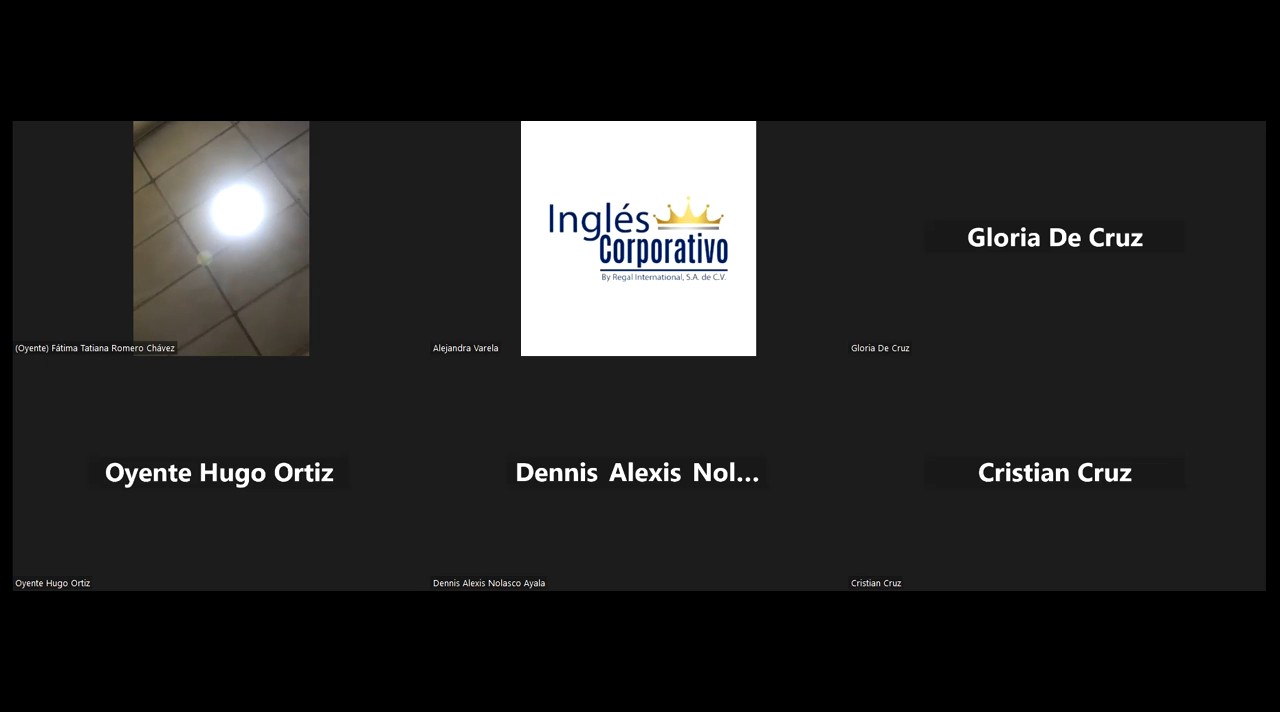 Inglés
Corporativo
By Regal International, S.A. de C.V.
Gloria De Cruz
(Oyente) Fátima Tatiana Romero Chávez
Alejandra Varela
Gloria De Cruz
Oyente Hugo Ortiz
Dennis Alexis Nol...
Cristian Cruz
Oyente Hugo Ortiz
Dennis Alexis Nolasco Ayala
Cristian Cruz